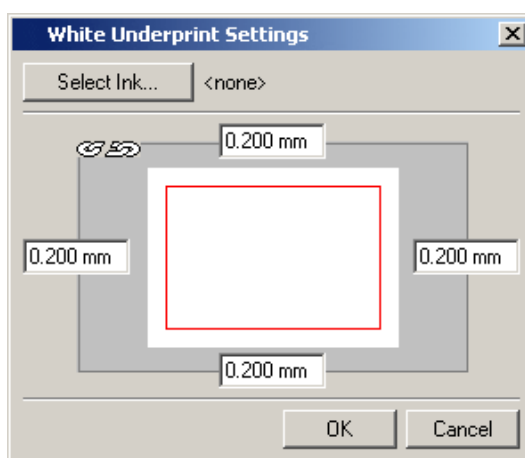 White Underprint Settings
Select Ink... <none>
0.200 mm
0.200 mm 0.200 mm
0.200 mm
OK Cancel